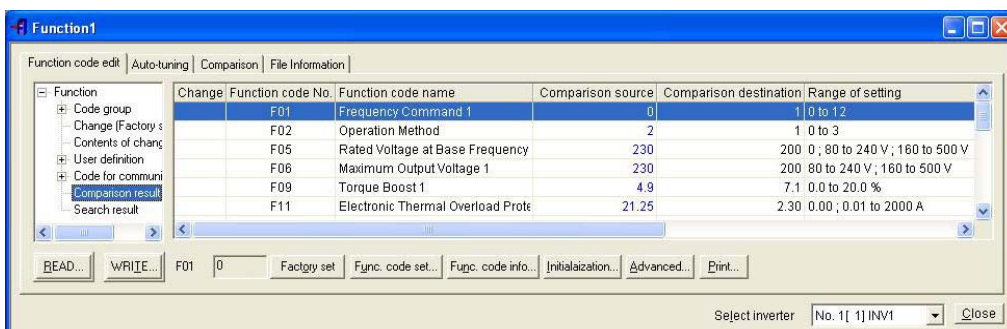 Function1
Function code edit Auto-tuning Comparison File Information
Function
Code group
Change (Factory s
Contents of chang
User definition
Code for communi
Comparison result
Search result
Change Function code No. Function code name Comparison source Comparison destination Range of setting
F01 Frequency Command 1 0 1 0 to 12
F02 Operation Method 2 1 0 to 3
F05 Rated Voltage at Base Frequency 230 200 0 ; 80 to 240 V ; 160 to 500 V
F06 Maximum Output Voltage 1 230 200 80 to 240 V ; 160 to 500 V
F09 Torque Boost 1 4.9 7.1 0.0 to 20.0 %
F11 Electronic Thermal Overload Prote 21.25 2.30 0.00 ; 0.01 to 2000 A
READ... WRITE... F01 0 Factory set Func. code set... Func. code info... Initialaization... Advanced... Print...
Select inverter No. 1[ 1] INV1 Close